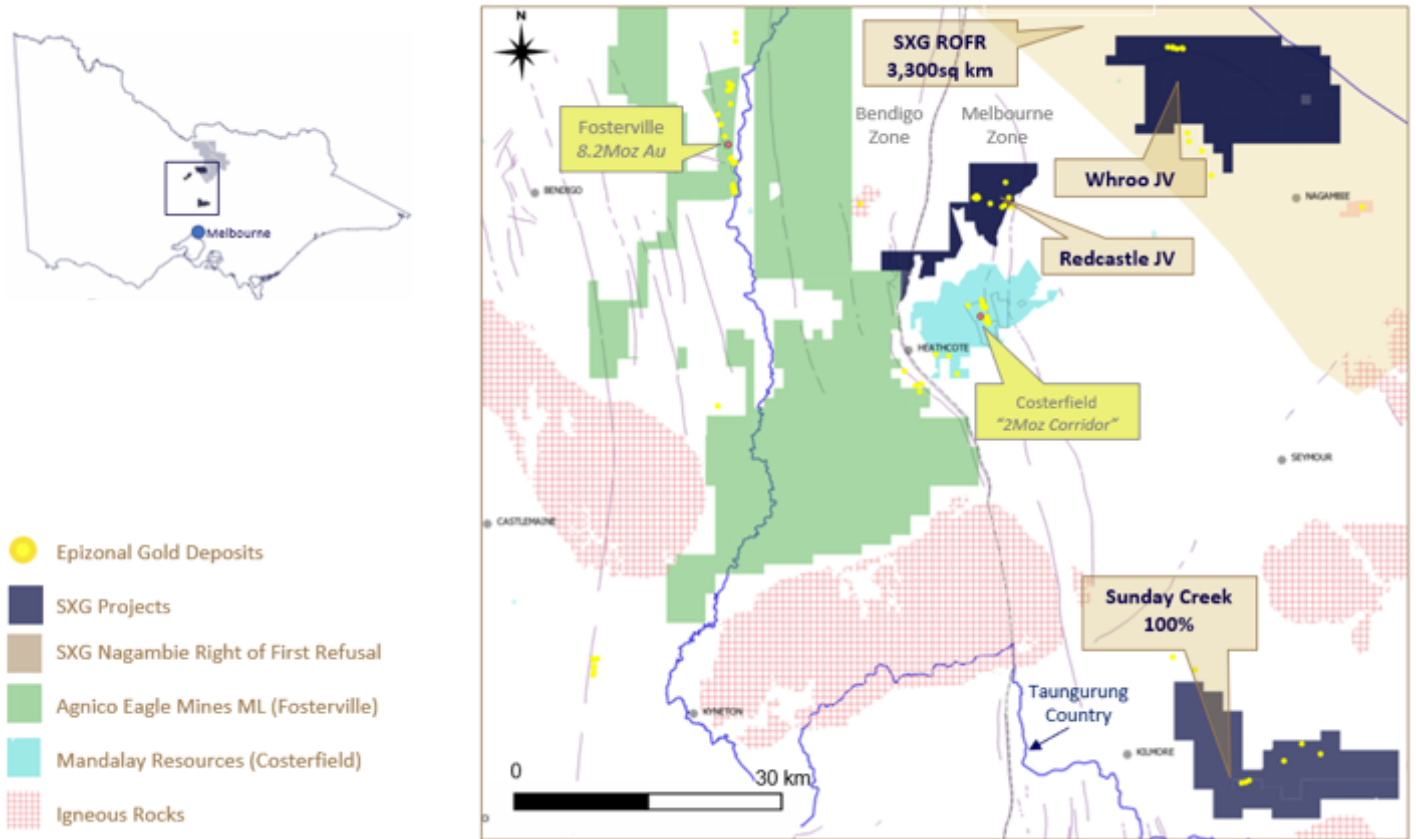 Melbourne
Epizonal Gold Deposits
SXG Projects
SXG Nagambie Right of First Refusal
Agnico Eagle Mines ML (Fosterville)
Mandalay Resources (Costerfield)
Igneous Rocks
N
SXG ROFR
3,300sq km
Bendigo
Zone
Melbourne
Zone
Fosterville
8.2Moz Au
Whroo JV
BENDIGO
NAGAMBIE
Redcastle JV
HEATHCOTE
Costerfield
"2Moz Corridor"
SEYMOUR
CASTLEMAINE
Sunday Creek
100%
Taungurung
Country
KYNETON
KILMORE
0
30 km